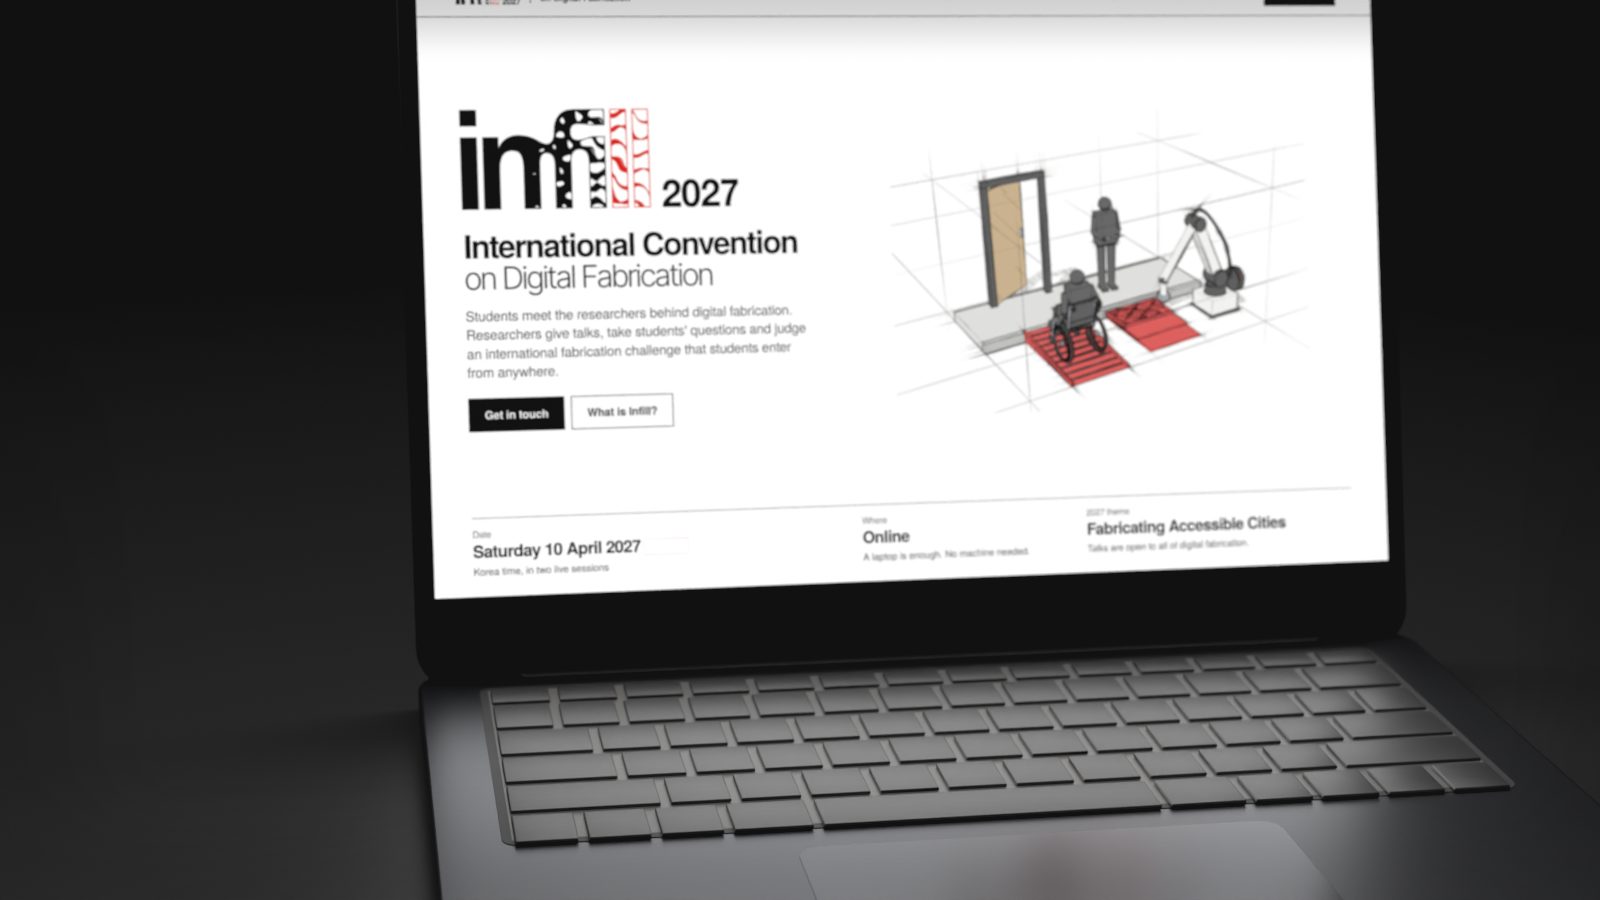 2027
infill 2027
International Convention
on Digital Fabrication
Students meet the researchers behind digital fabrication.
Researchers give talks, take students' questions and judge
an international fabrication challenge that students enter
from anywhere.
Get in touch
What is Infill?
Date
Saturday 10 April 2027
Korea time, in two live sessions
Where
Online
A laptop is enough. No machine needed.
2027 theme
Fabricating Accessible Cities
Talks are open to all of digital fabrication.